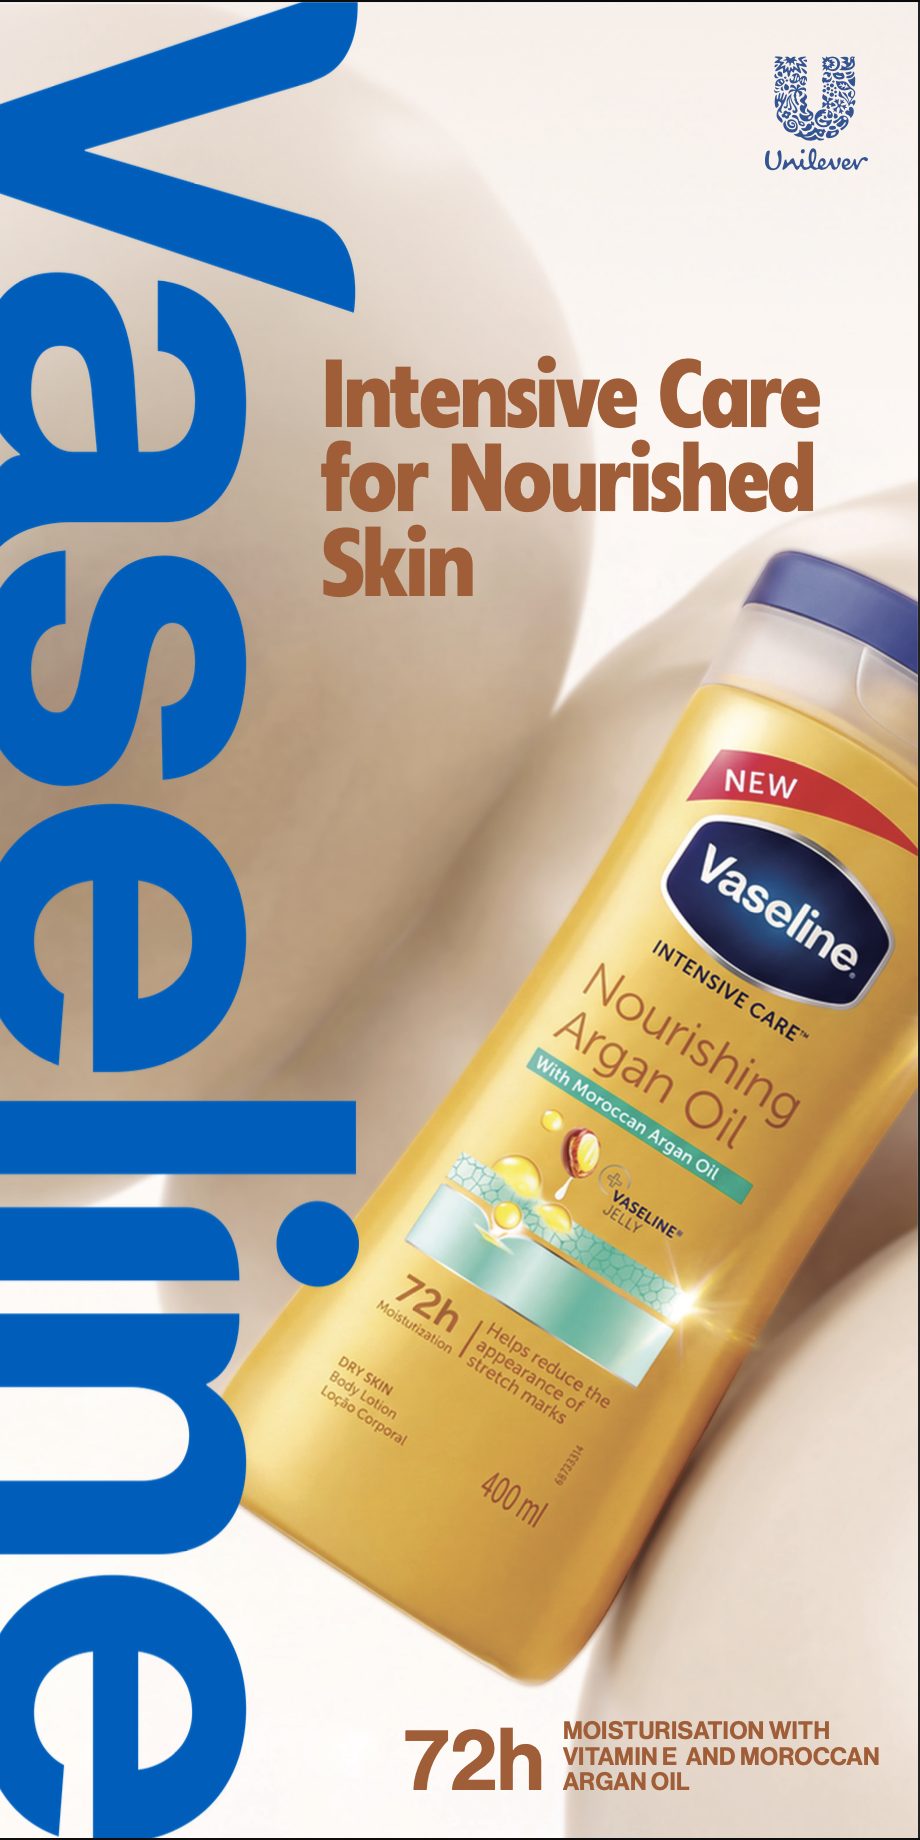 Vaseline
Unilever
Intensive Care
for Nourished
Skin
NEW
Vaseline®
INTENSIVE CARE™
Nourishing
Argan Oil
With Moroccan Argan Oil
+
VASELINE®
JELLY
72h
Moisturization
Helps reduce the
appearance of
stretch marks
DRY SKIN
Body Lotion
Loção Corporal
68733314
400 ml
72h
MOISTURISATION WITH
VITAMIN E AND MOROCCAN
ARGAN OIL